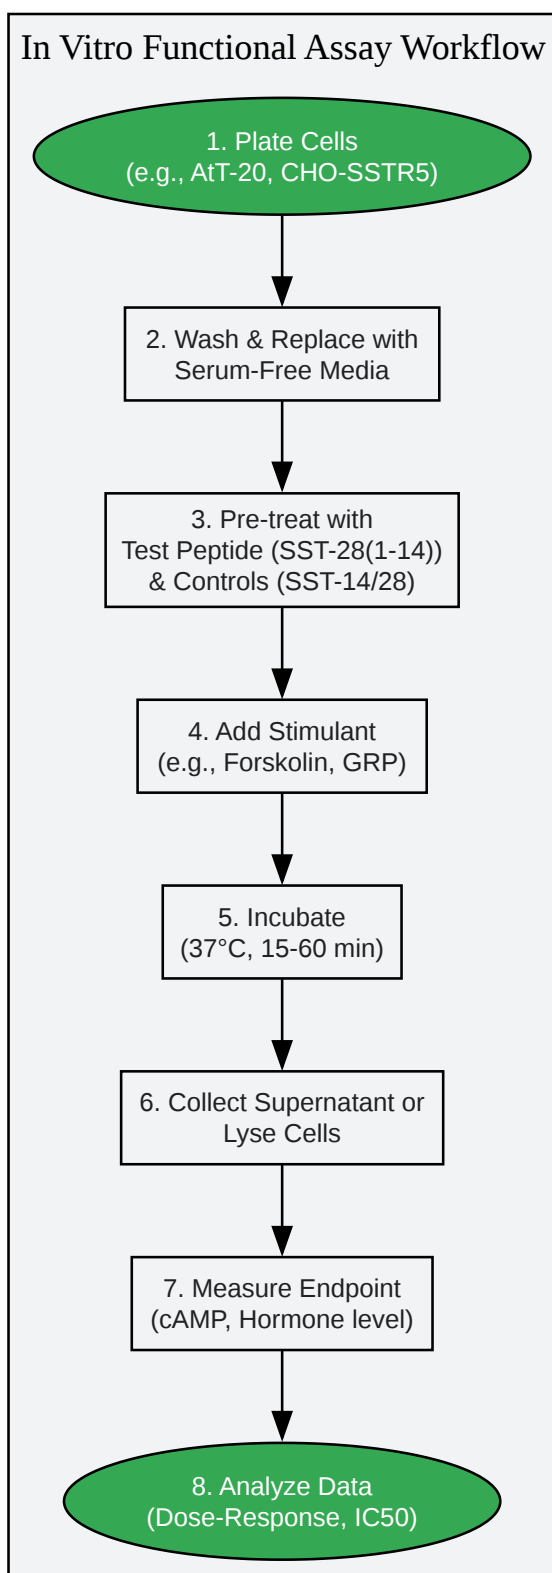 In Vitro Functional Assay Workflow
1. Plate Cells
(e.g., AtT-20, CHO-SSTR5)
2. Wash & Replace with
Serum-Free Media
3. Pre-treat with
Test Peptide (SST-28(1-14))
& Controls (SST-14/28)
4. Add Stimulant
(e.g., Forskolin, GRP)
5. Incubate
(37°C, 15-60 min)
6. Collect Supernatant or
Lyse Cells
7. Measure Endpoint
(cAMP, Hormone level)
8. Analyze Data
(Dose-Response, IC50)